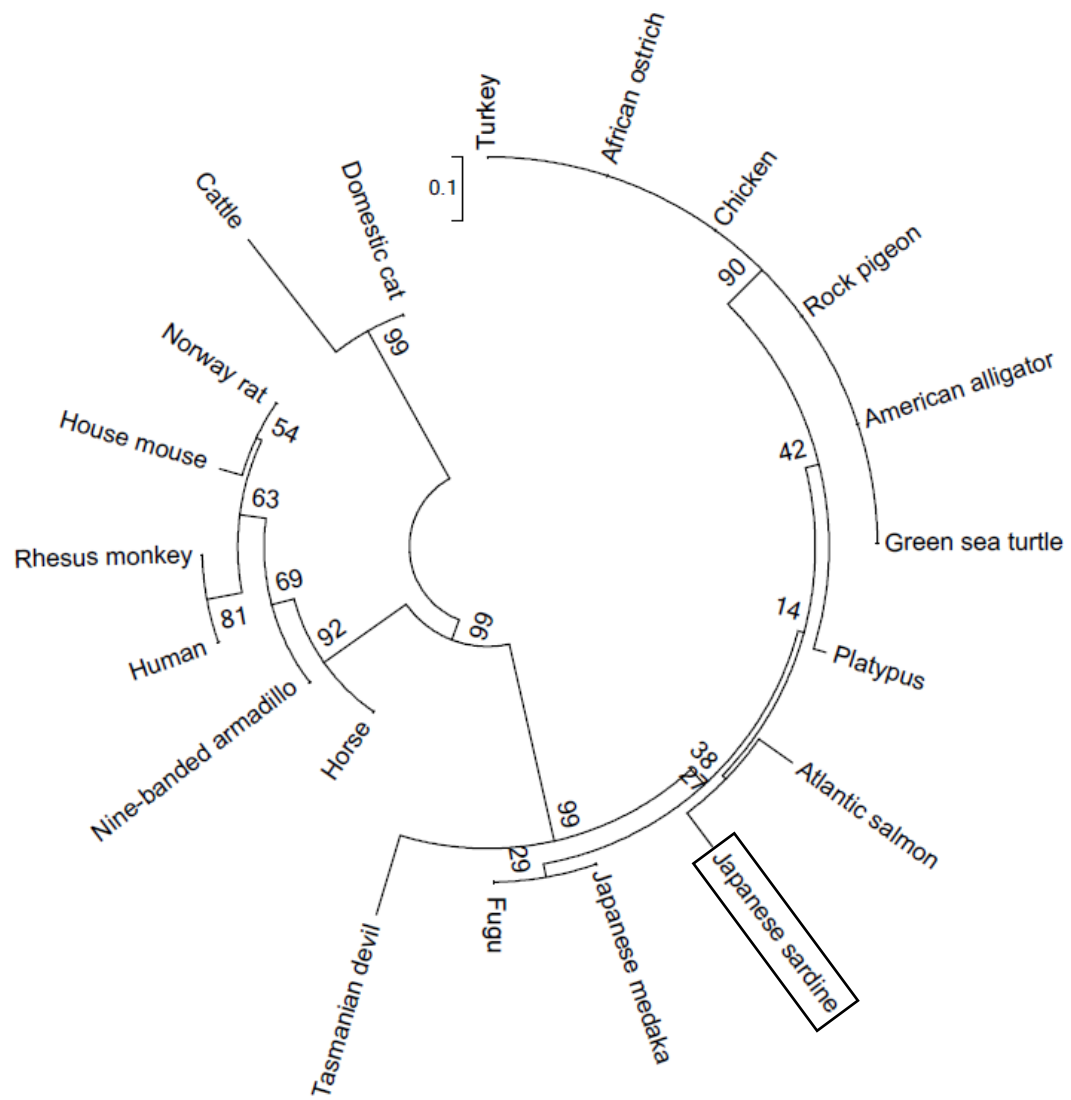 Turkey
African ostrich
Chicken
Rock pigeon
American alligator
Green sea turtle
Platypus
Atlantic salmon
Japanese sardine
Japanese medaka
Fugu
Tasmanian devil
Horse
Nine-banded armadillo
Human
Rhesus monkey
House mouse
Norway rat
Cattle
Domestic cat
0.1
90
42
14
38
27
29
99
99
92
69
81
63
54
99